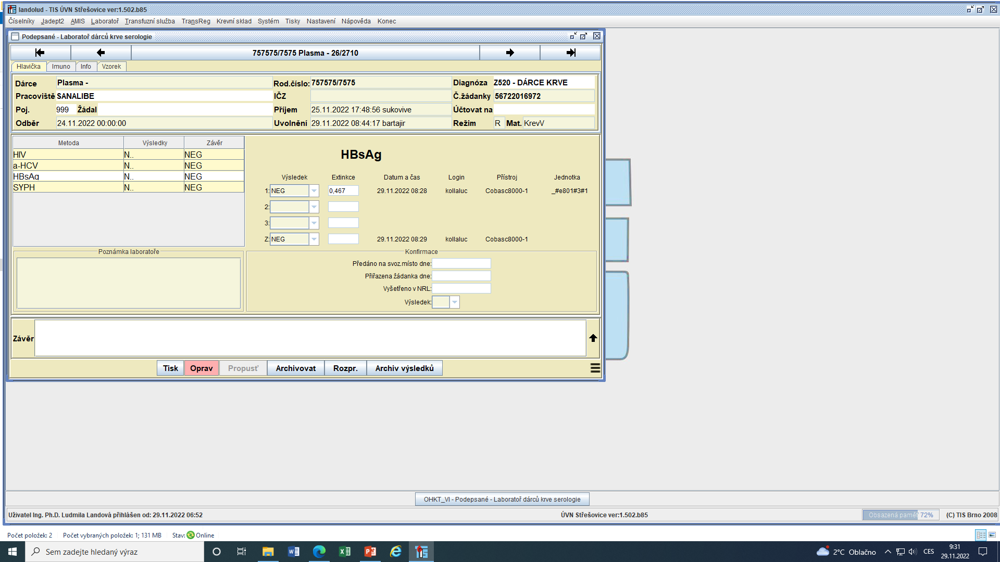 landolud - TIS ÚVN Střešovice ver:1.502.b85
Číselníky Jadept2 AMIS Laboratoř Transfuzní služba TransReg Krevní sklad Systém Tisky Nastavení Nápověda Konec
Podepsané - Laboratoř dárců krve serologie
757575/7575 Plasma - 26/2710
Hlavička Imuno Info Vzorek
Dárce Plasma - Rod.číslo: 757575/7575 Diagnóza Z520 - DÁRCE KRVE
Pracoviště SANALIBE IČZ Č.žádanky 56722016972
Poj. 999 Žádal Příjem 25.11.2022 17:48:56 sukovive Účtovat na
Odběr 24.11.2022 00:00:00 Uvolnění 29.11.2022 08:44:17 bartajir Režim R Mat. KrevV
Metoda Výsledky Závěr
HIV N.. NEG
a-HCV N.. NEG
HBsAg N.. NEG
SYPH N.. NEG
HBsAg
Výsledek Extinkce Datum a čas Login Přístroj Jednotka
1: NEG 0,467 29.11.2022 08:28 kollaluc Cobasc8000-1 _#e801#3#1
2:
3:
Z: NEG 29.11.2022 08:29 kollaluc Cobasc8000-1
Poznámka laboratoře
Konfirmace
Předáno na svoz.místo dne:
Přiřazena žádanka dne:
Vyšetřeno v NRL:
Výsledek:
Závěr
Tisk Oprav Propusť Archivovat Rozpr. Archiv výsledků
OHKT_VI - Podepsané - Laboratoř dárců krve serologie
Uživatel Ing. Ph.D. Ludmila Landová přihlášen od: 29.11.2022 06:52 ÚVN Střešovice ver:1.502.b85 Obsazená paměť 72% (C) TIS Brno 2008
Počet položek: 2 Počet vybraných položek: 1; 131 MB Stav: Online
Sem zadejte hledaný výraz
2°C Oblačno CES 9:31
29.11.2022